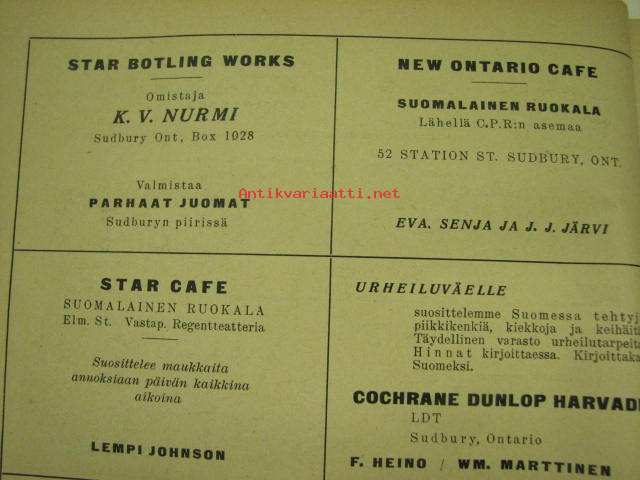 STAR BOTLING WORKS
Omistaja
K. V. NURMI
Sudbury Ont, Box 1028
Valmistaa
PARHAAT JUOMAT
Sudburyn piirissä
NEW ONTARIO CAFE
SUOMALAINEN RUOKALA
Lähellä C.P.R:n asemaa
52 STATION ST. SUDBURY, ONT.
EVA. SENJA JA J. J. JÄRVI
Antikvariaatti.net
STAR CAFE
SUOMALAINEN RUOKALA
Elm. St. Vastap. Regentteatteria
Suosittelee maukkaita
annoksiaan päivän kaikkina
aikoina
LEMPI JOHNSON
URHEILUVÄELLE
suosittelemme Suomessa tehtyj
piikkikenkiä, kiekkoja ja keihäit
Täydellinen varasto urheilutarpeita
Hinnat kirjoittaessa. Kirjoittaka
Suomeksi.
COCHRANE DUNLOP HARVAD
LDT
Sudbury, Ontario
F. HEINO / WM. MARTTINEN